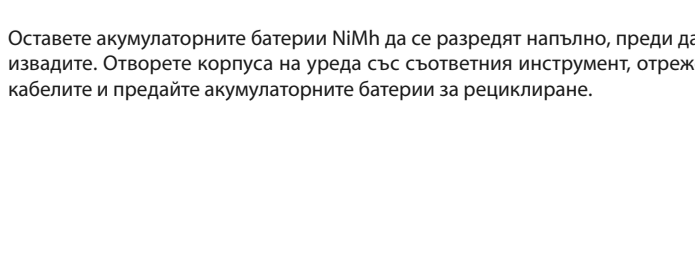 Оставете акумулаторните батерии NiMh да се разредят напълно, преди да
извадите. Отворете корпуса на уреда със съответния инструмент,
кабелите и предайте акумулаторните батерии за рециклиране.